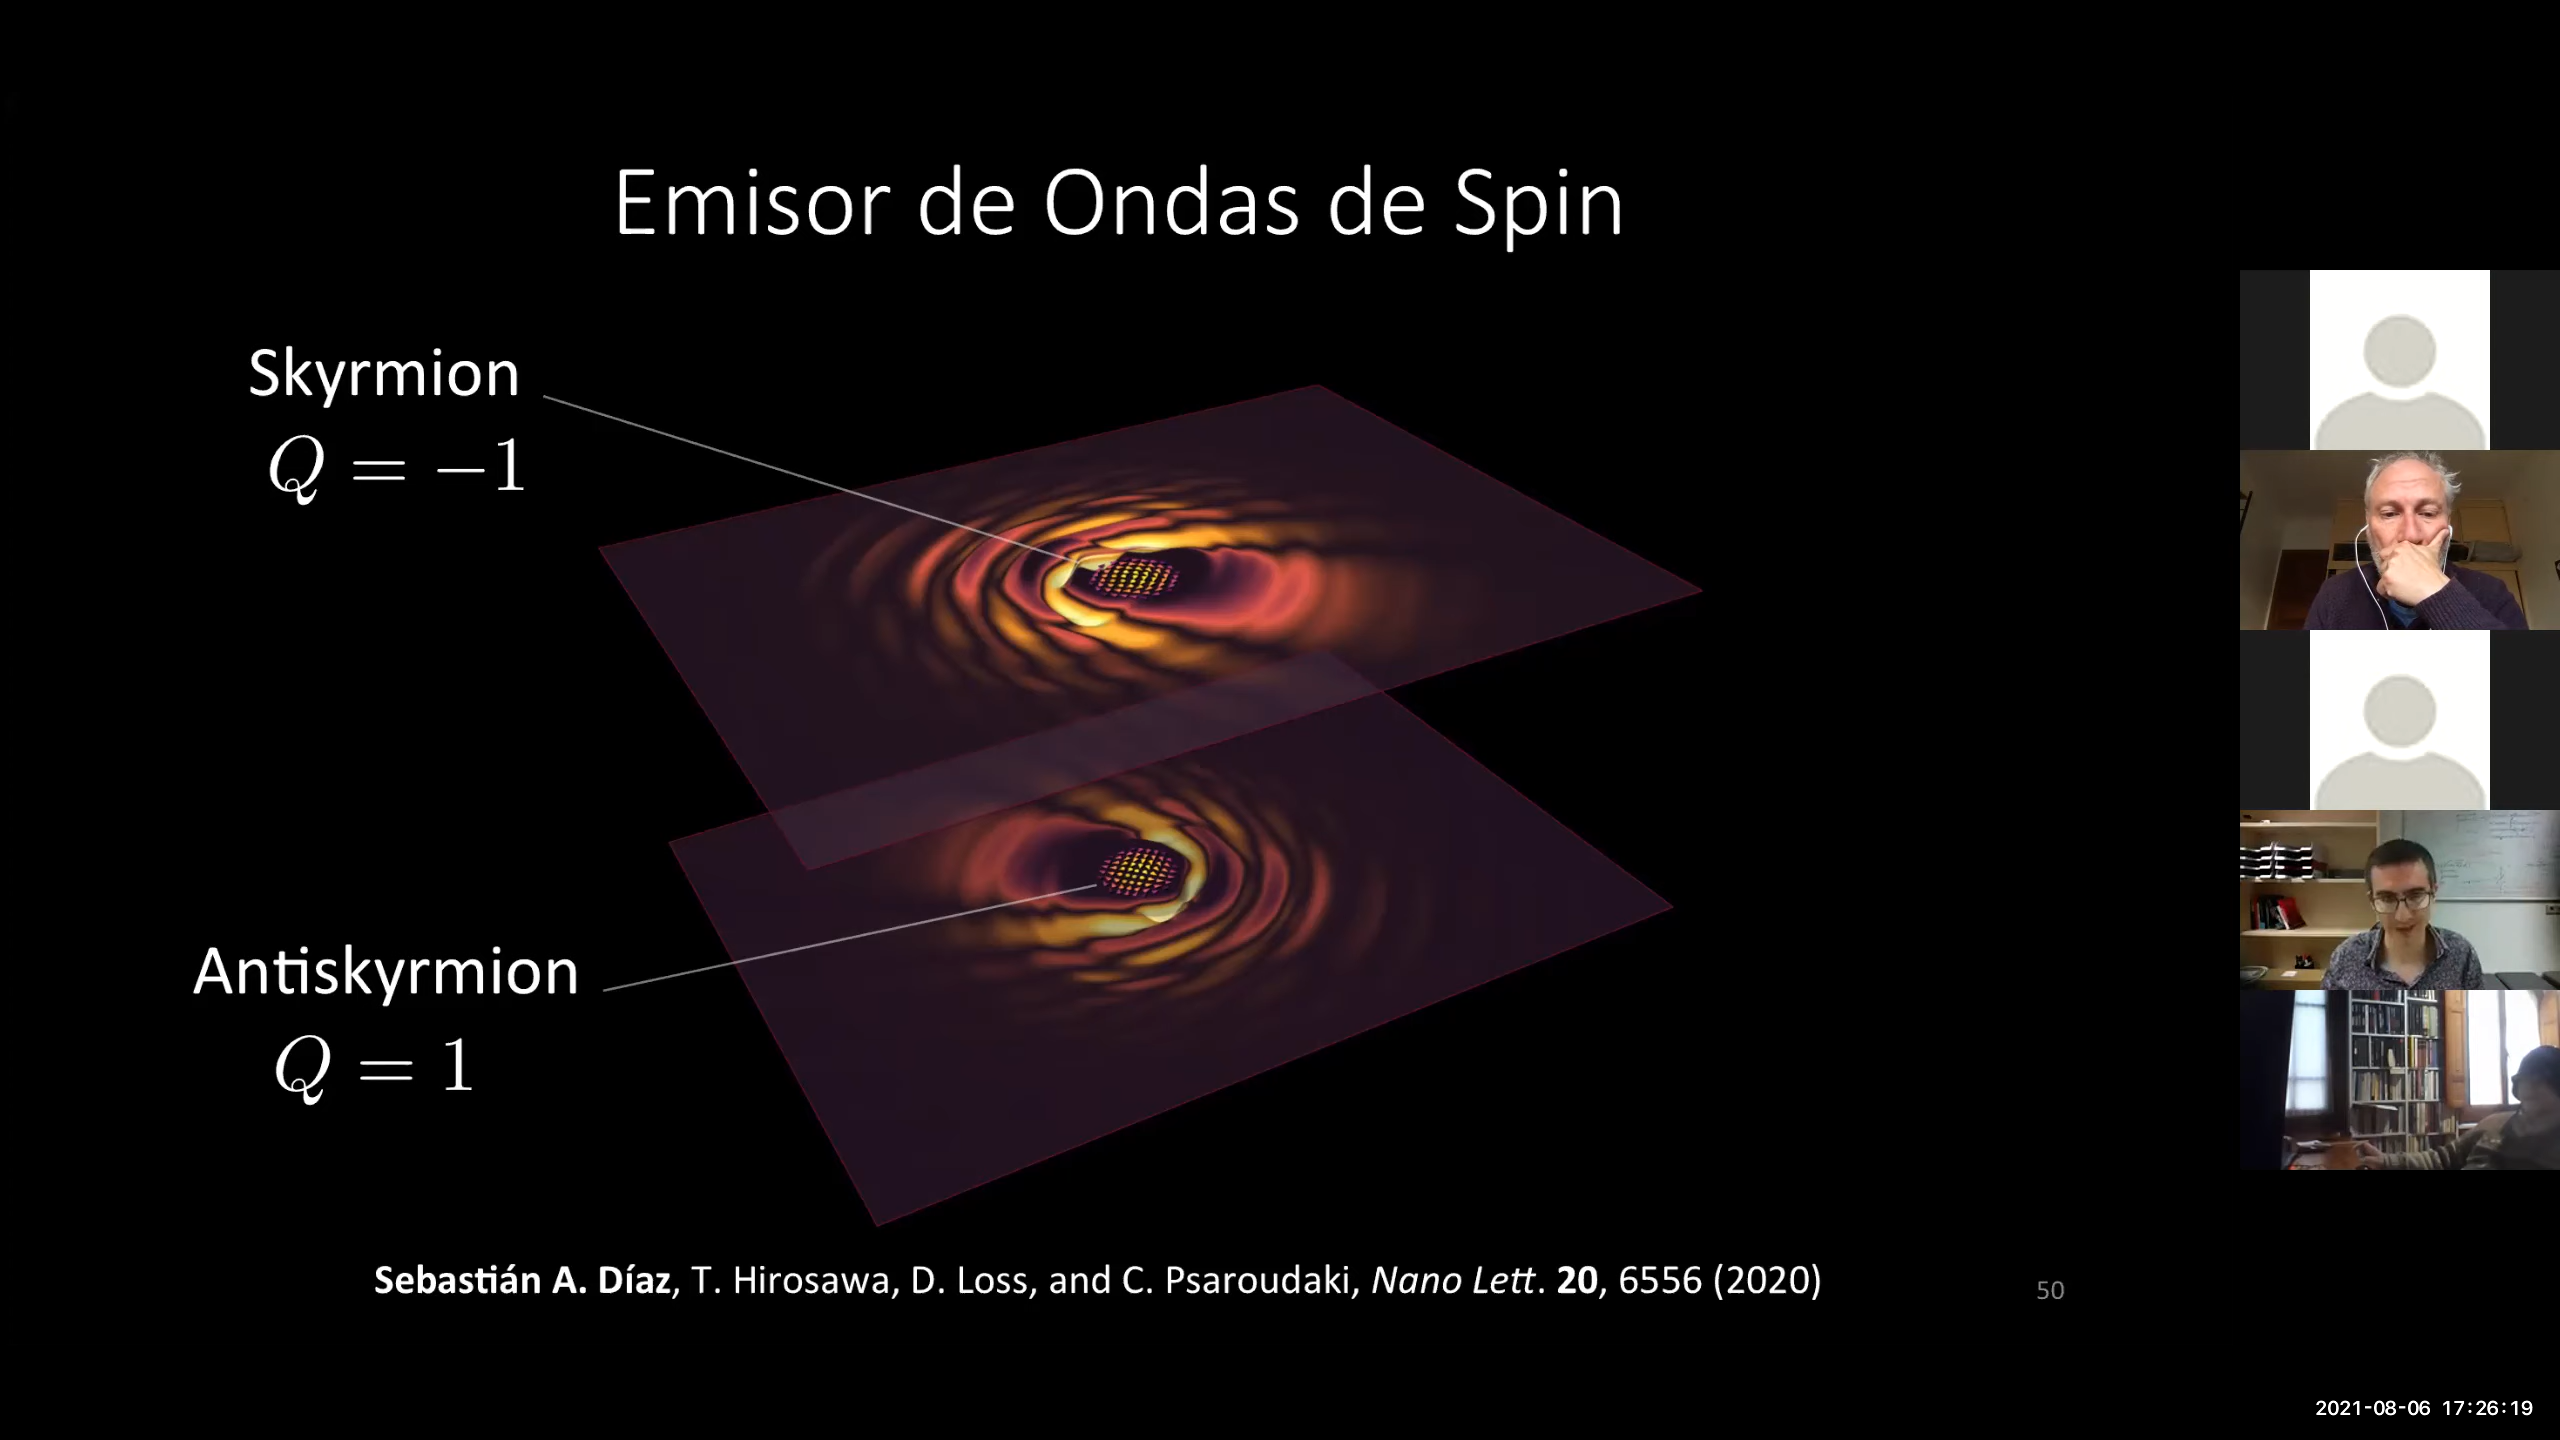 Emisor de Ondas de Spin
Skyrmion
Q = −1
Antiskyrmion
Q = 1
Sebastián A. Díaz, T. Hirosawa, D. Loss, and C. Psaroudaki, Nano Lett. 20, 6556 (2020)
50
2021-08-06 17:26:19